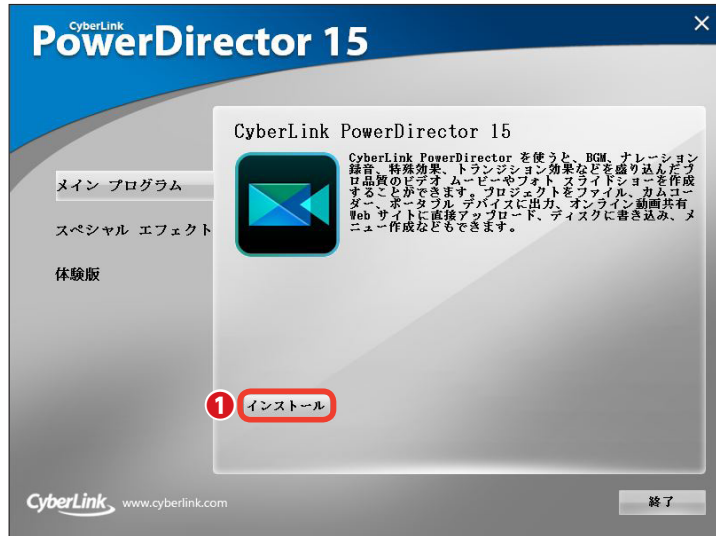 CyberLink
PowerDirector 15
CyberLink PowerDirector 15
CyberLink PowerDirector を使うと、BGM、ナレーション
録音、特殊効果、トランジション効果などを盛り込んだプ
ロ品質のビデオ ムービーやフォト スライドショーを作成
することができます。プロジェクトをファイル、カムコー
ダー、ポータブル デバイスに出力、オンライン動画共有
Web サイトに直接アップロード、ディスクに書き込み、メ
ニュー作成などもできます。
メイン プログラム
スペシャル エフェクト
体験版
1 インストール
CyberLink www.cyberlink.com
終了